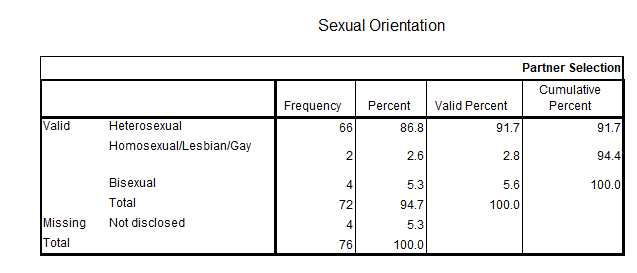 Sexual Orientation
Partner Selection
Frequency Percent Valid Percent Cumulative Percent
Valid Heterosexual 66 86.8 91.7 91.7
Homosexual/Lesbian/Gay 2 2.6 2.8 94.4
Bisexual 4 5.3 5.6 100.0
Total 72 94.7 100.0
Missing Not disclosed 4 5.3
Total 76 100.0